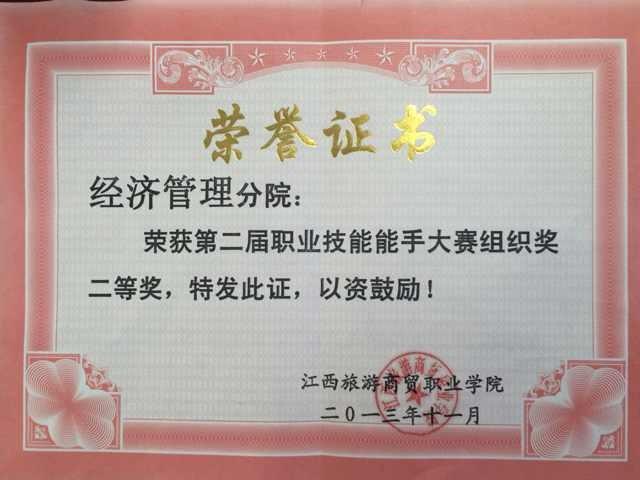 荣誉证书
经济管理分院：
荣获第二届职业技能能手大赛组织奖
二等奖，特发此证，以资鼓励！
江西旅游商贸职业学院
二〇一三年十一月